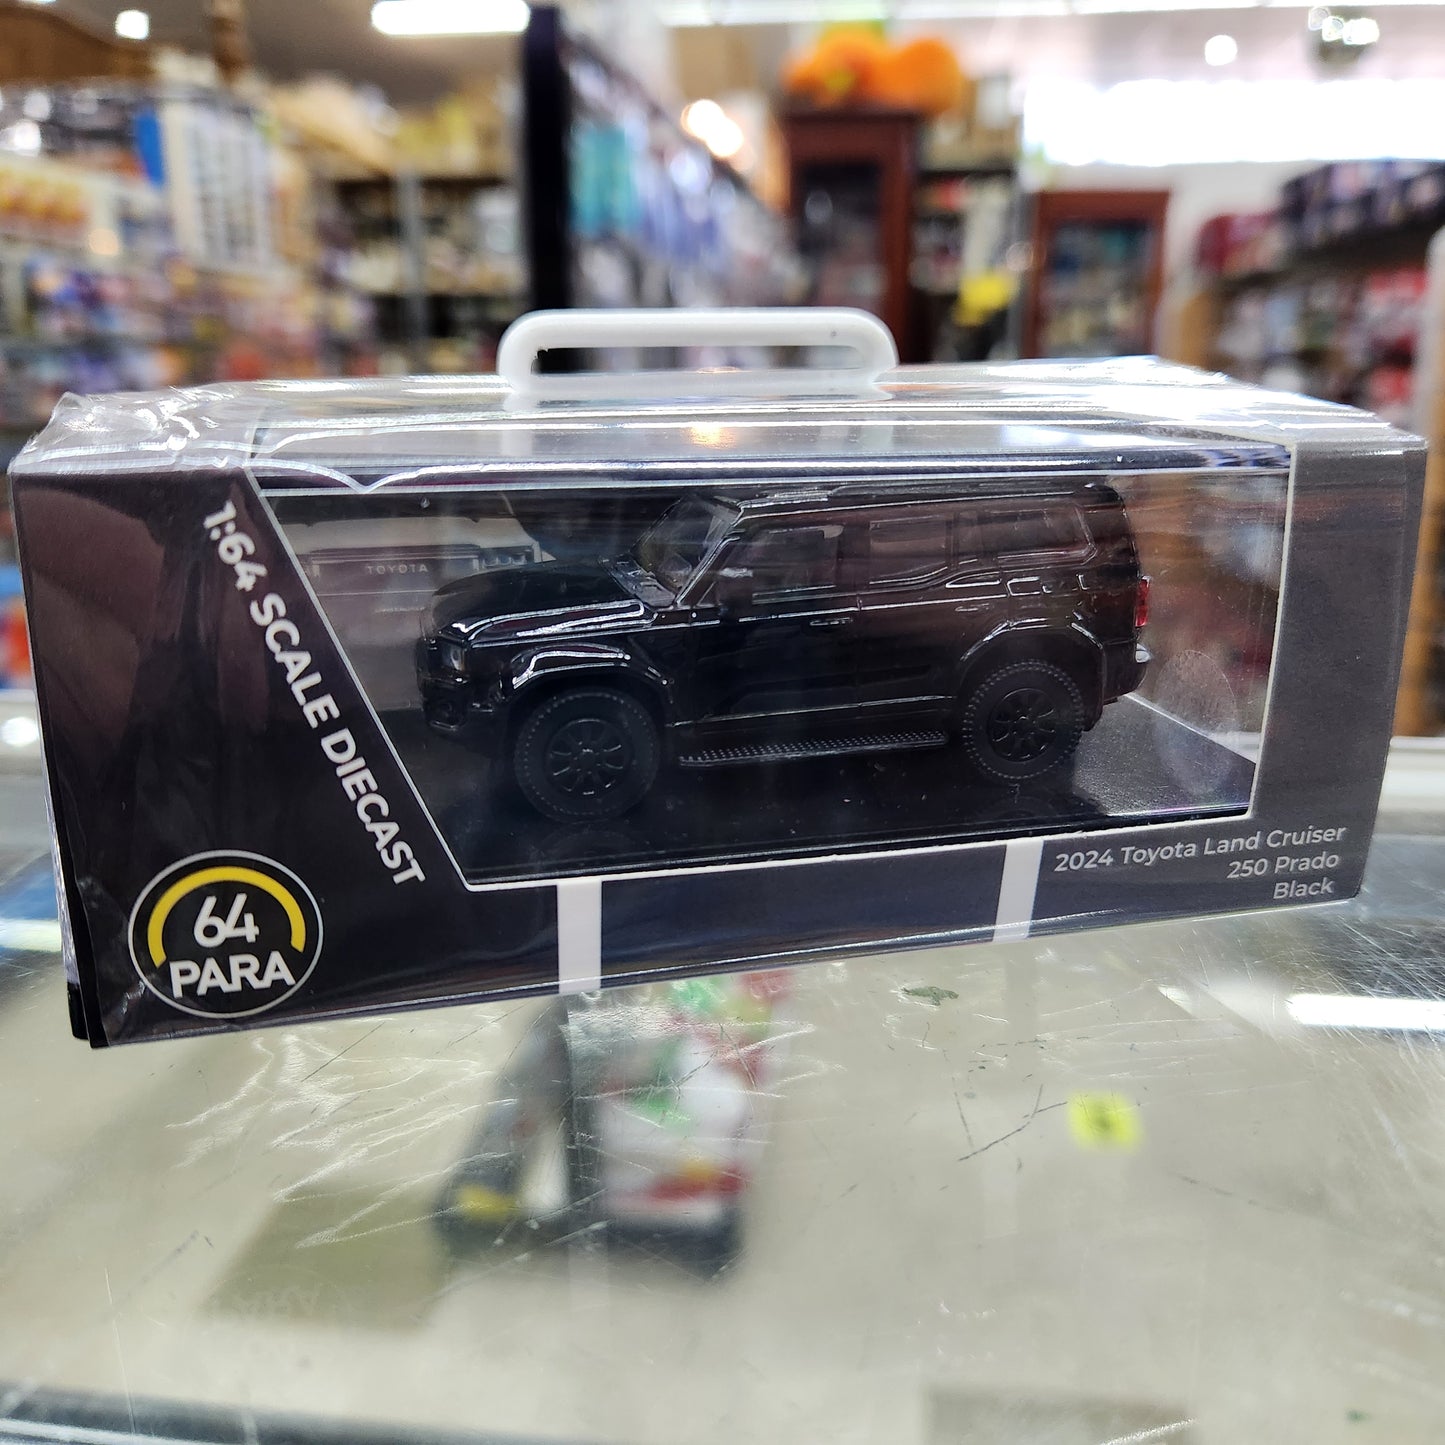 1:64 SCALE DIECAST
TOYOTA
64
PARA
2024 Toyota Land Cruiser
250 Prado
Black